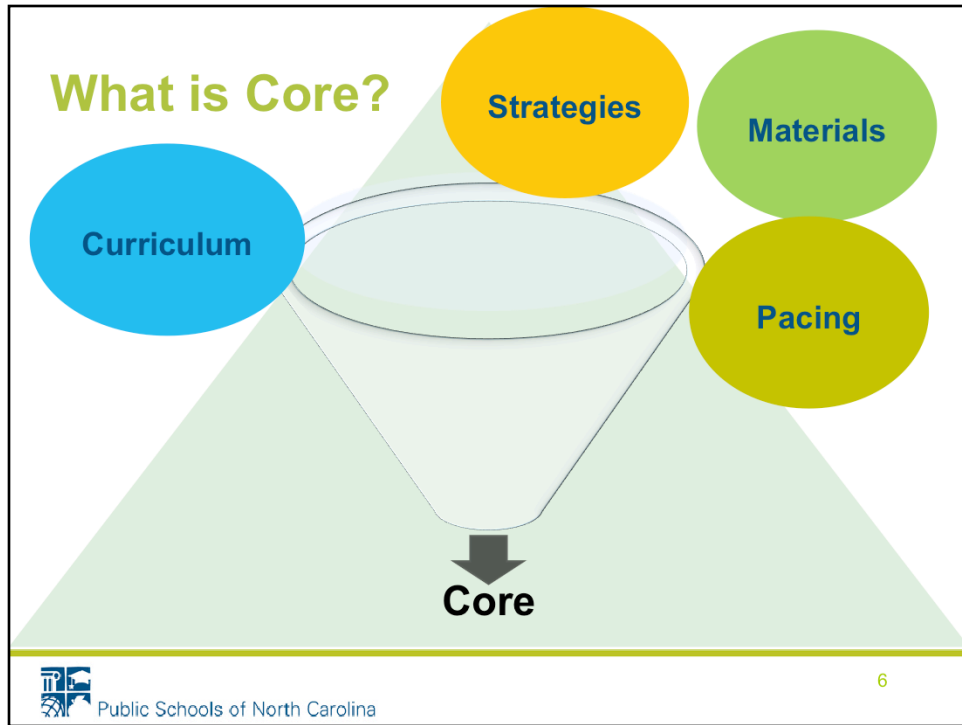 What is Core?
Strategies
Materials
Curriculum
Pacing
Core
6
Public Schools of North Carolina